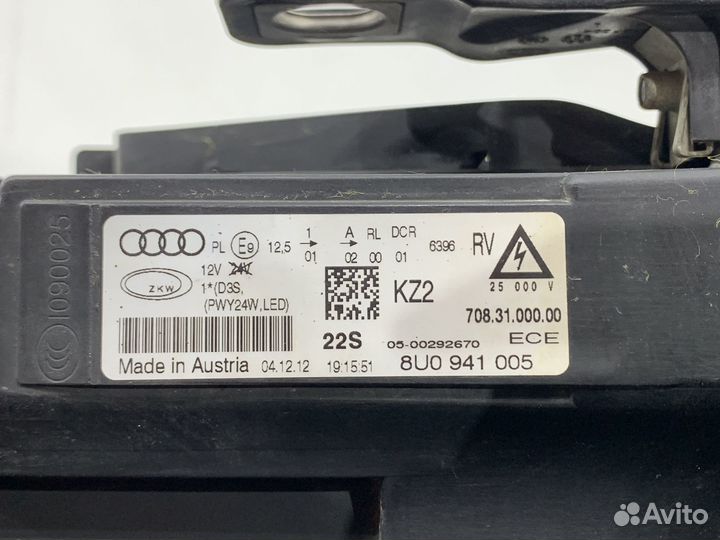 1090025
PL E9 12,5 1 A RL DCR 6396 RV
01 02 00 01
12V 24V
ZKW
1*(D3S,
(PWY24W,LED)
KZ2
25 000 V
708.31.000.00
22S 05-00292670 ECE
Made in Austria 04.12.12 19:15:51 8U0 941 005
Avito